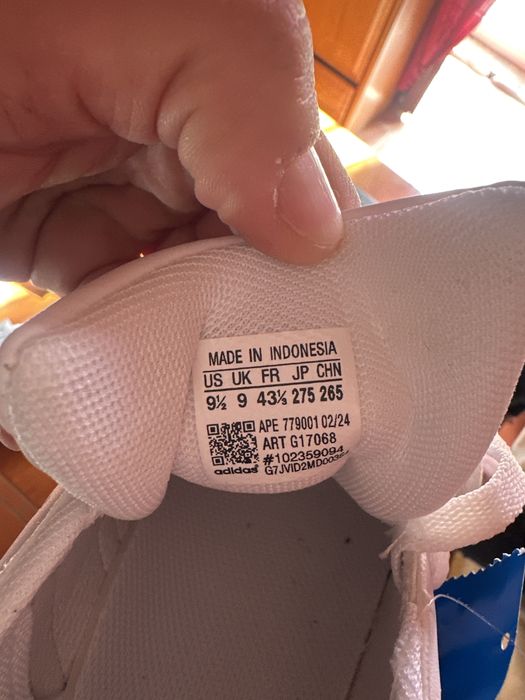 MADE IN INDONESIA
US UK FR JP CHN
9½ 9 43⅓ 275 265
APE 779001 02/24
ART G17068
#102359094
adidas